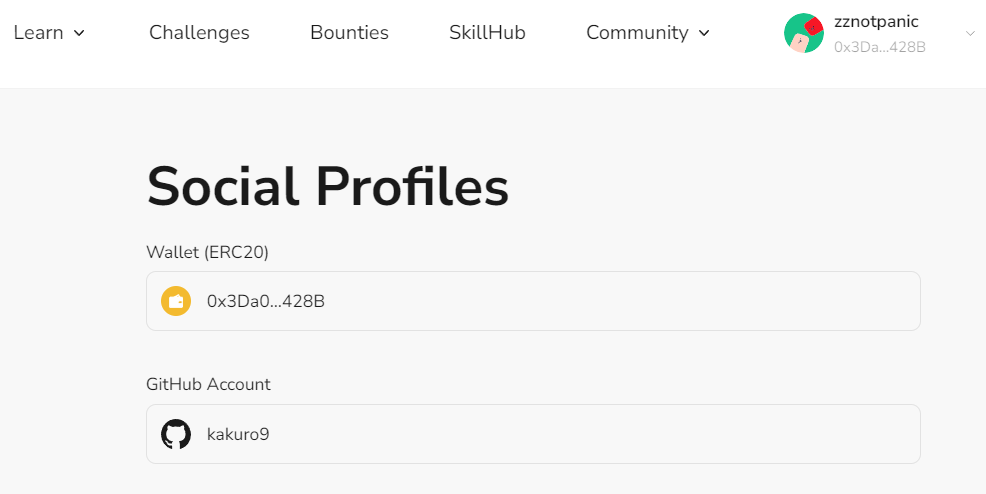 Learn Challenges Bounties SkillHub Community zznotpanic
0x3Da...428B
Social Profiles
Wallet (ERC20)
0x3Da0...428B
GitHub Account
kakuro9